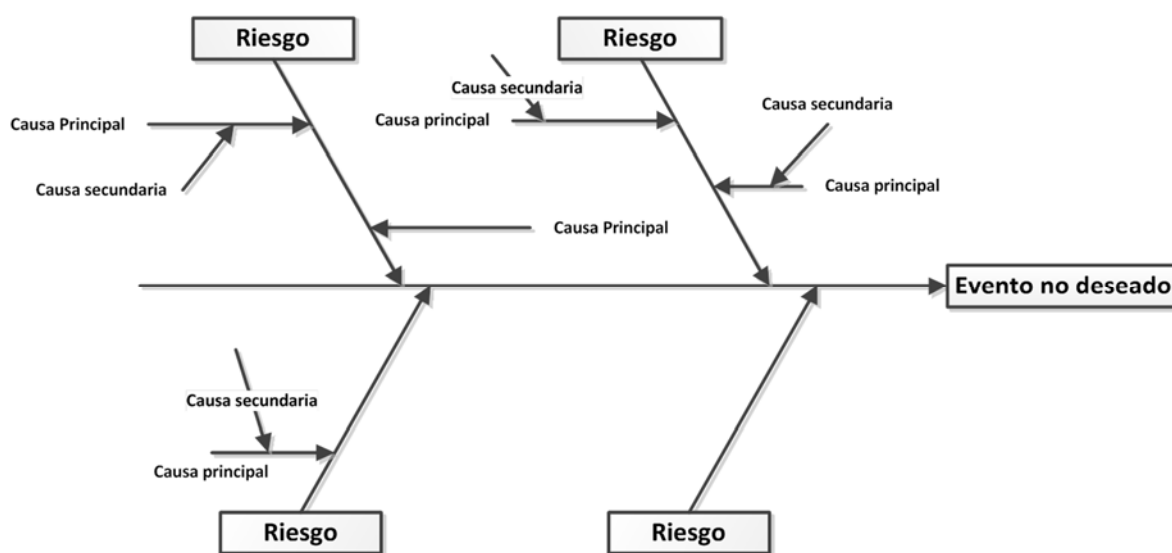 Riesgo
Riesgo
Causa secundaria
Causa secundaria
Causa Principal
Causa principal
Causa secundaria
Causa principal
Causa Principal
Evento no deseado
Causa secundaria
Causa principal
Riesgo
Riesgo